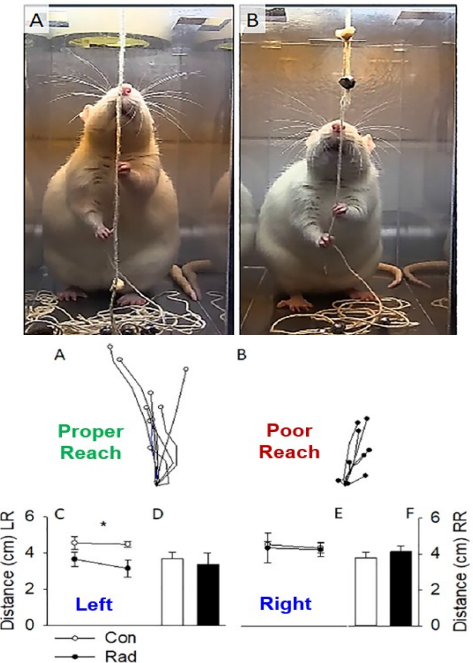 A B
A B
Proper
Reach
Poor
Reach
Distance (cm) LR
6
4
2
0
C * D
Left
E F
Right
6
4
2
0
Distance (cm) RR
Con
Rad